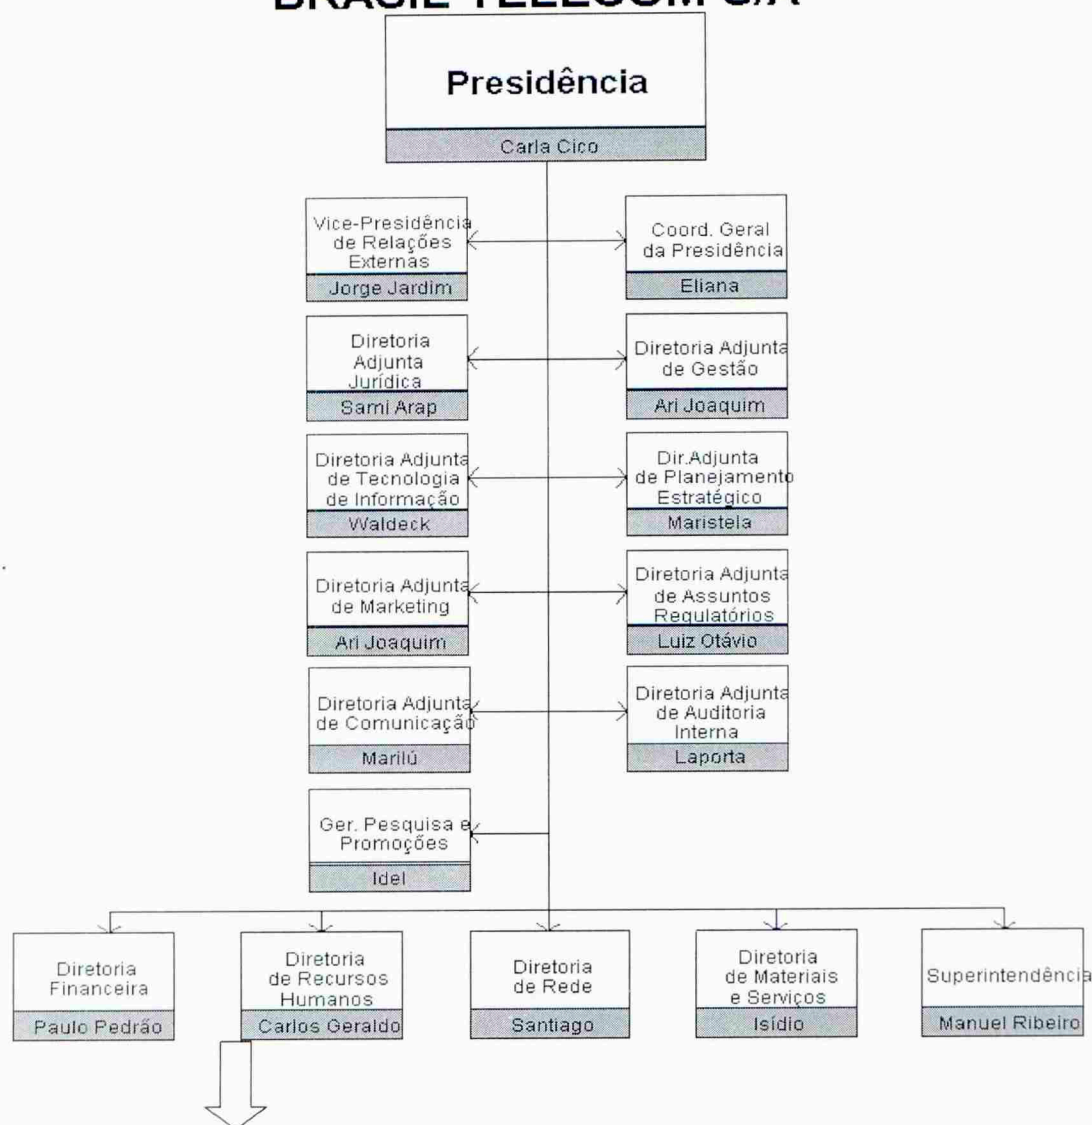 BRASIL TELECOM S/A
Presidência
Carla Cico
Vice-Presidência
de Relações
Externas
Jorge Jardim
Coord. Geral
da Presidência
Eliana
Diretoria
Adjunta
Jurídica
Sami Arap
Diretoria Adjunta
de Gestão
Ari Joaquim
Diretoria Adjunta
de Tecnologia
de Informação
Waldeck
Dir.Adjunta
de Planejamento
Estratégico
Maristela
Diretoria Adjunta
de Marketing
Ari Joaquim
Diretoria Adjunta
de Assuntos
Regulatórios
Luiz Otávio
Diretoria Adjunta
de Comunicação
Marilú
Diretoria Adjunta
de Auditoria
Interna
Laporta
Ger. Pesquisa e
Promoções
Idel
Diretoria
Financeira
Paulo Pedrão
Diretoria
de Recursos
Humanos
Carlos Geraldo
Diretoria
de Rede
Santiago
Diretoria
de Materiais
e Serviços
Isídio
Superintendência
Manuel Ribeiro